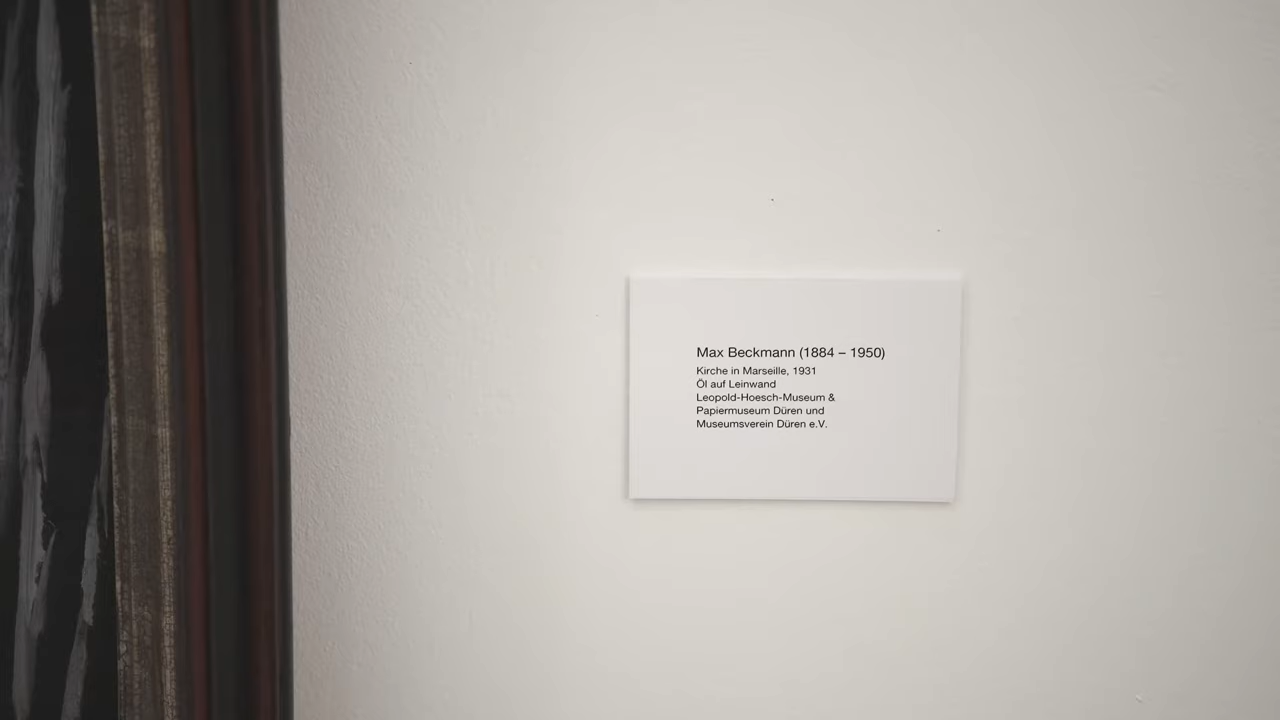 Max Beckmann (1884 – 1950)
Kirche in Marseille, 1931
Öl auf Leinwand
Leopold-Hoesch-Museum &
Papiermuseum Düren und
Museumsverein Düren e.V.